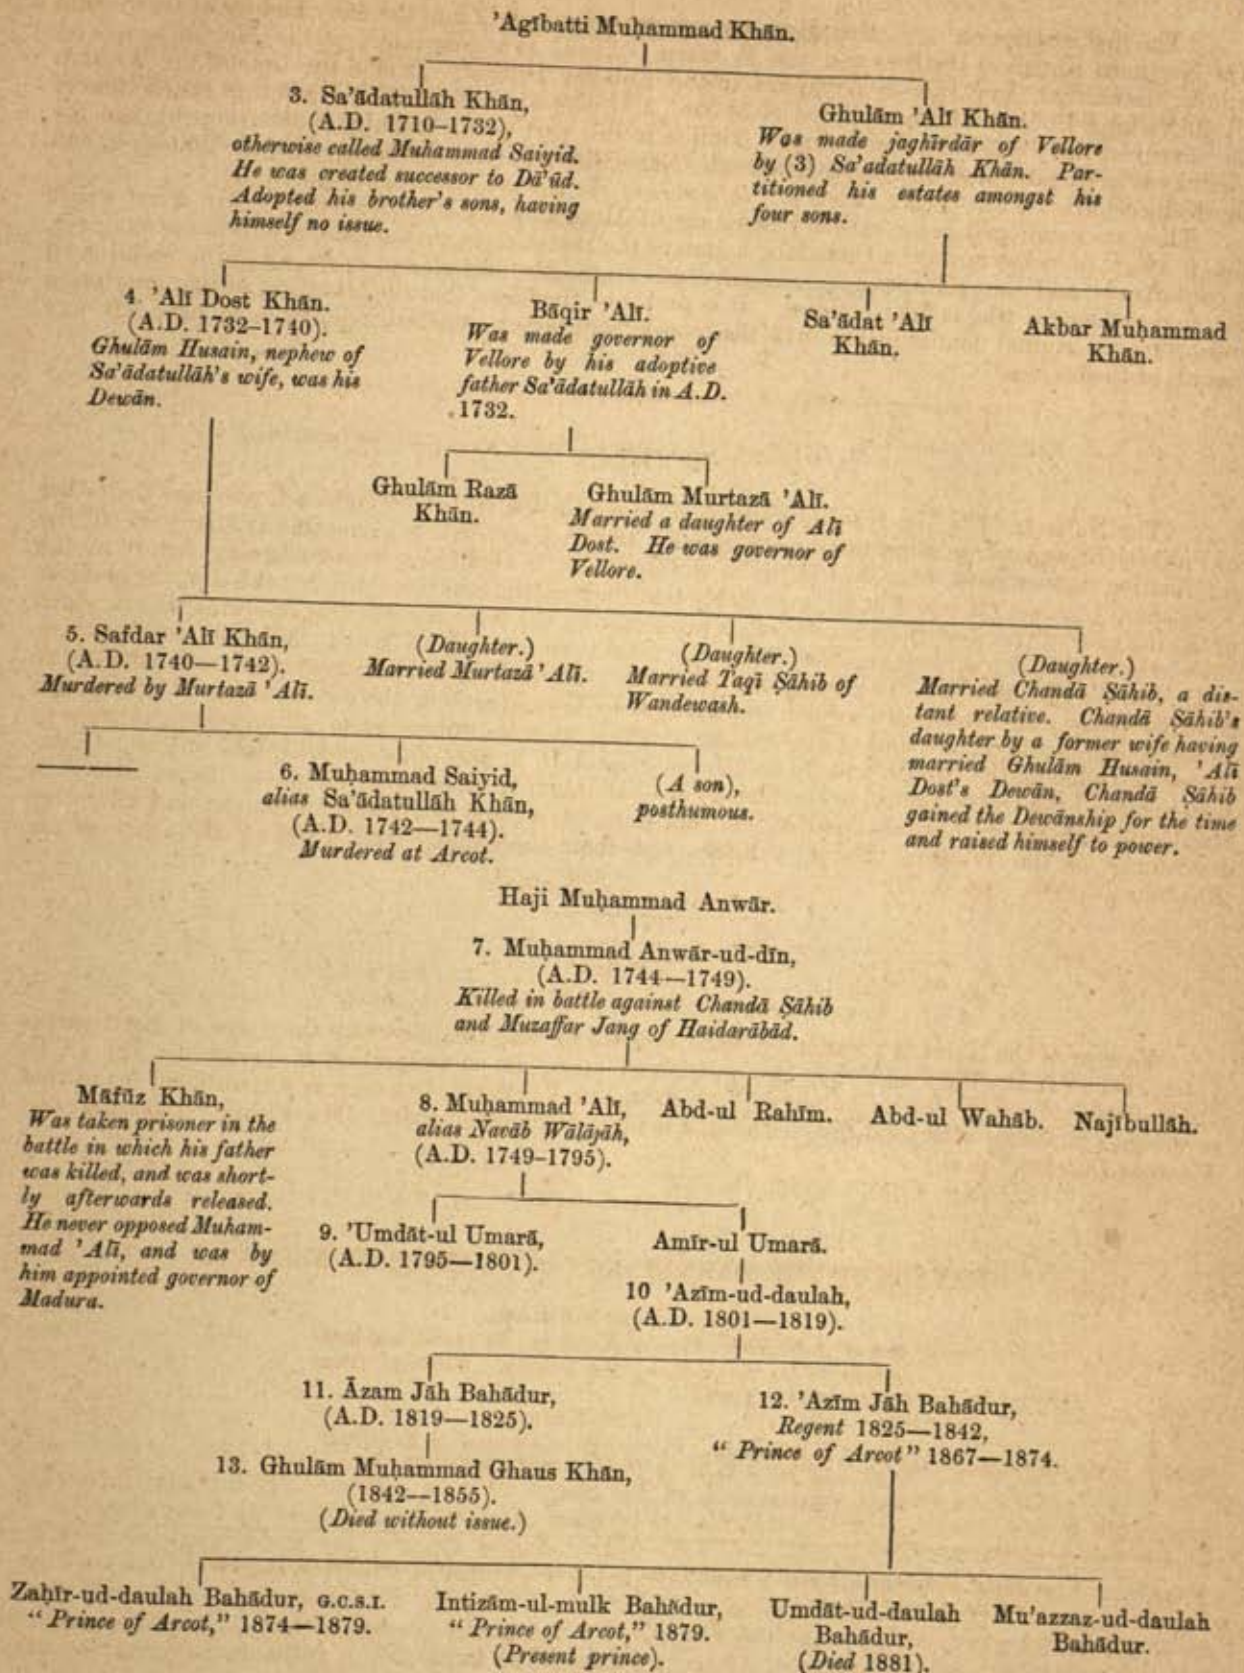 'Agībatti Muḥammad Khān.
3. Sa'ādatullāh Khān,
(A.D. 1710–1732),
otherwise called Muhammad Saiyid.
He was created successor to Dā'ūd.
Adopted his brother's sons, having
himself no issue.
Ghulām 'Alī Khān.
Was made jaghīrdār of Vellore
by (3) Sa'adatullāh Khān. Par-
titioned his estates amongst his
four sons.
4. 'Alī Dost Khān.
(A.D. 1732–1740).
Ghulām Husain, nephew of
Sa'ādatullāh's wife, was his
Dewān.
Bāqir 'Alī.
Was made governor of
Vellore by his adoptive
father Sa'ādatullāh in A.D.
1732.
Sa'ādat 'Alī
Khān.
Akbar Muḥammad
Khān.
Ghulām Razā
Khān.
Ghulām Murtazā 'Alī.
Married a daughter of Alī
Dost. He was governor of
Vellore.
5. Safdar 'Alī Khān,
(A.D. 1740—1742).
Murdered by Murtazā 'Alī.
(Daughter.)
Married Murtazā 'Alī.
(Daughter.)
Married Taqī Ṣāhib of
Wandewash.
(Daughter.)
Married Chandā Ṣāhib, a dis-
tant relative. Chandā Ṣāhib's
daughter by a former wife having
married Ghulām Husain, 'Alī
Dost's Dewān, Chandā Ṣāhib
gained the Dewānship for the time
and raised himself to power.
6. Muḥammad Saiyid,
alias Sa'ādatullāh Khān,
(A.D. 1742—1744).
Murdered at Arcot.
(A son),
posthumous.
Haji Muḥammad Anwār.
7. Muḥammad Anwār-ud-dīn,
(A.D. 1744—1749).
Killed in battle against Chandā Ṣāhib
and Muzaffar Jang of Haidarābād.
Māfūz Khān,
Was taken prisoner in the
battle in which his father
was killed, and was short-
ly afterwards released.
He never opposed Muham-
mad 'Alī, and was by
him appointed governor of
Madura.
8. Muḥammad 'Alī,
alias Navāb Wālājāh,
(A.D. 1749–1795).
Abd-ul Rahīm.
Abd-ul Wahāb.
Najībullāh.
9. 'Umdāt-ul Umarā,
(A.D. 1795—1801).
Amīr-ul Umarā.
10 'Azīm-ud-daulah,
(A.D. 1801—1819).
11. Āzam Jāh Bahādur,
(A.D. 1819—1825).
12. 'Azīm Jāh Bahādur,
Regent 1825—1842,
"Prince of Arcot" 1867—1874.
13. Ghulām Muḥammad Ghaus Khān,
(1842—1855).
(Died without issue.)
Zaḥīr-ud-daulah Bahādur, G.C.S.I.
"Prince of Arcot," 1874—1879.
Intizām-ul-mulk Bahādur,
"Prince of Arcot," 1879.
(Present prince).
Umdāt-ud-daulah
Bahādur,
(Died 1881).
Mu'azzaz-ud-daulah
Bahādur.